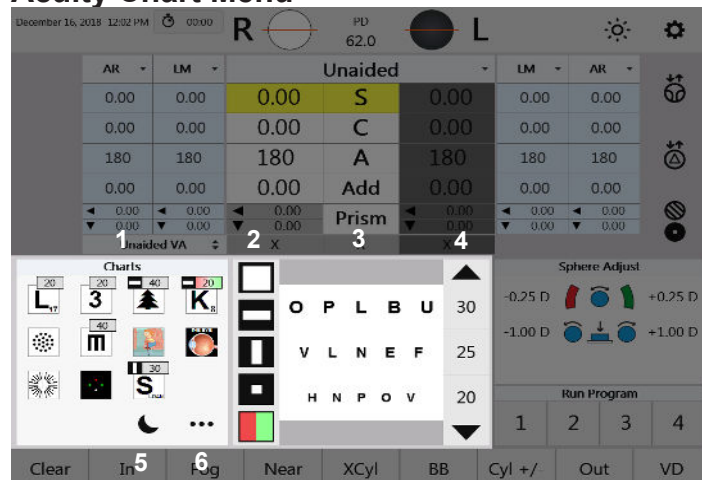 Acuity Chart Menu
December 16, 2018 12:02 PM 00:00 R PD L
62.0
AR LM Unaided LM AR
0.00 0.00 0.00 S 0.00 0.00 0.00
0.00 0.00 0.00 C 0.00 0.00 0.00
180 180 180 A 180 180 180
0.00 0.00 0.00 Add 0.00 0.00 0.00
0.00 0.00 0.00 Prism 0.00 0.00 0.00
0.00 0.00 0.00 0.00 0.00 0.00
1 2 3 4
Unaided VA X X
Charts Sphere Adjust
20 20 40 20
L 17 3 K 8
40
m
30
S
O P L B U 30
V L N E F 25
H N P O V 20
-0.25 D +0.25 D
-1.00 D +1.00 D
Run Program
1 2 3 4
5 6
Clear In Fog Near XCyl BB Cyl +/- Out VD